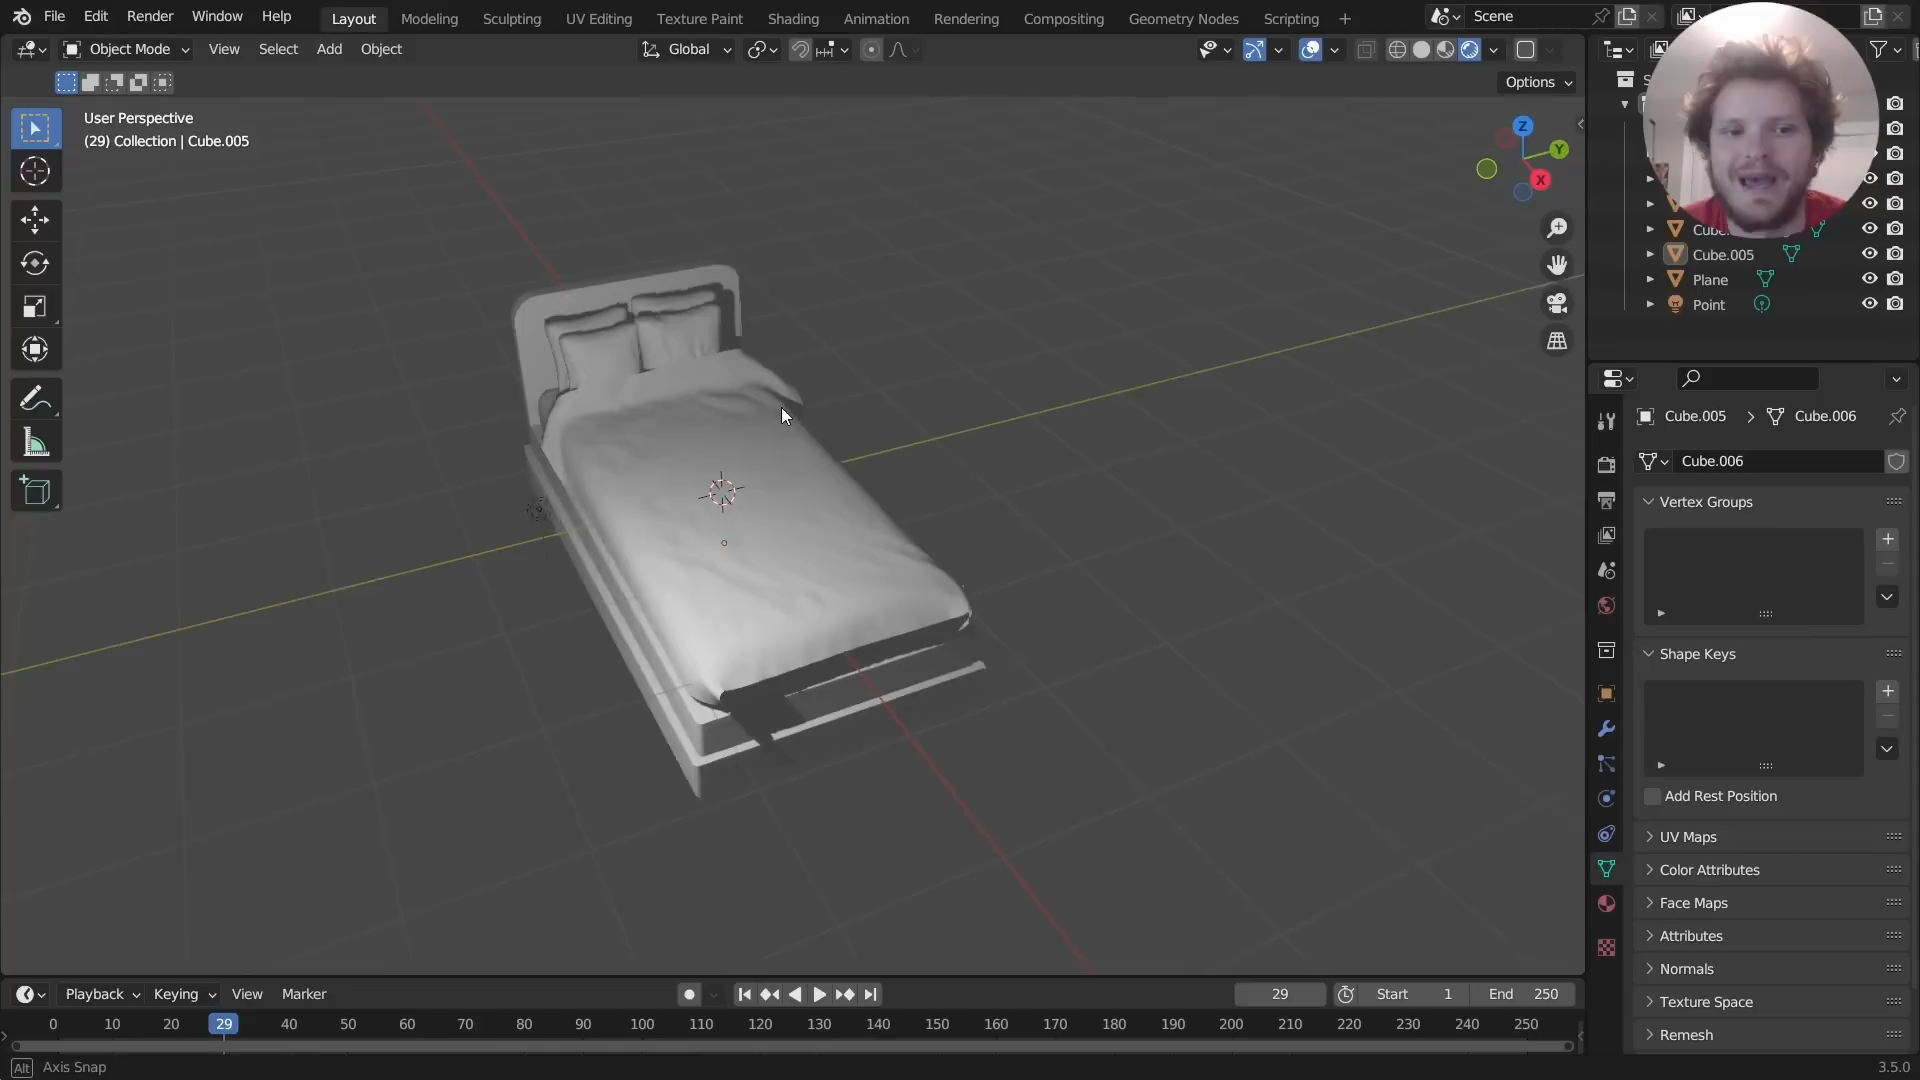 File Edit Render Window Help
Layout Modeling Sculpting UV Editing Texture Paint Shading Animation Rendering Compositing Geometry Nodes Scripting +
Scene
Object Mode View Select Add Object
Global
Options
User Perspective
(29) Collection | Cube.005
Z
Y
X
Cube.005
Plane
Point
Cube.005 > Cube.006
Cube.006
Vertex Groups
Shape Keys
Add Rest Position
UV Maps
Color Attributes
Face Maps
Attributes
Normals
Texture Space
Remesh
Playback Keying View Marker
29 Start 1 End 250
0 10 20 29 40 50 60 70 80 90 100 110 120 130 140 150 160 170 180 190 200 210 220 230 240 250
Alt Axis Snap
3.5.0